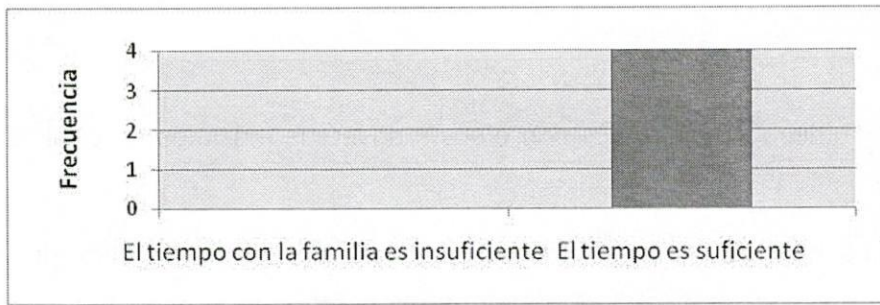 Frecuencia
4
3
2
1
0
El tiempo con la familia es insuficiente El tiempo es suficiente